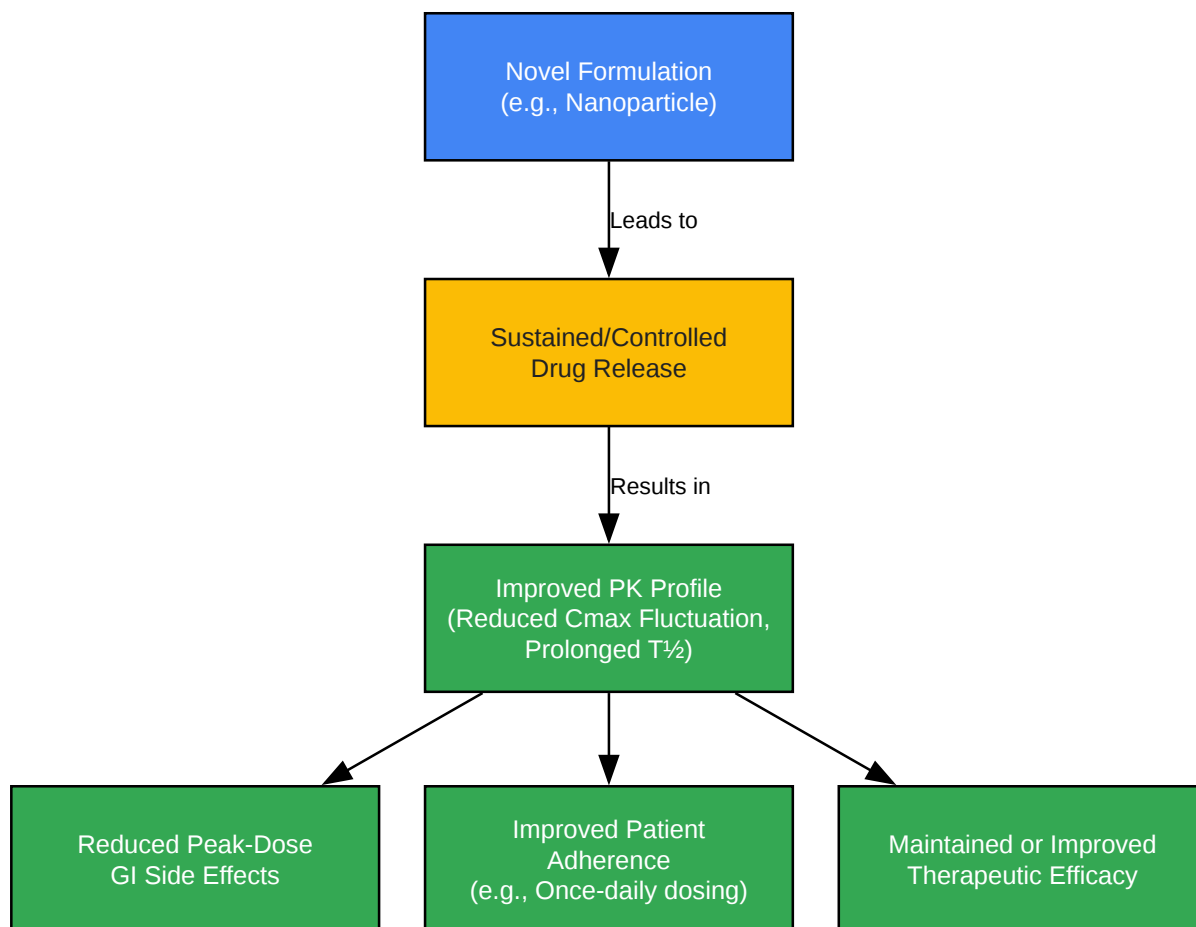 Novel Formulation
(e.g., Nanoparticle)
Leads to
Sustained/Controlled
Drug Release
Results in
Improved PK Profile
(Reduced Cmax Fluctuation,
Prolonged T½)
Reduced Peak-Dose
GI Side Effects
Improved Patient
Adherence
(e.g., Once-daily dosing)
Maintained or Improved
Therapeutic Efficacy